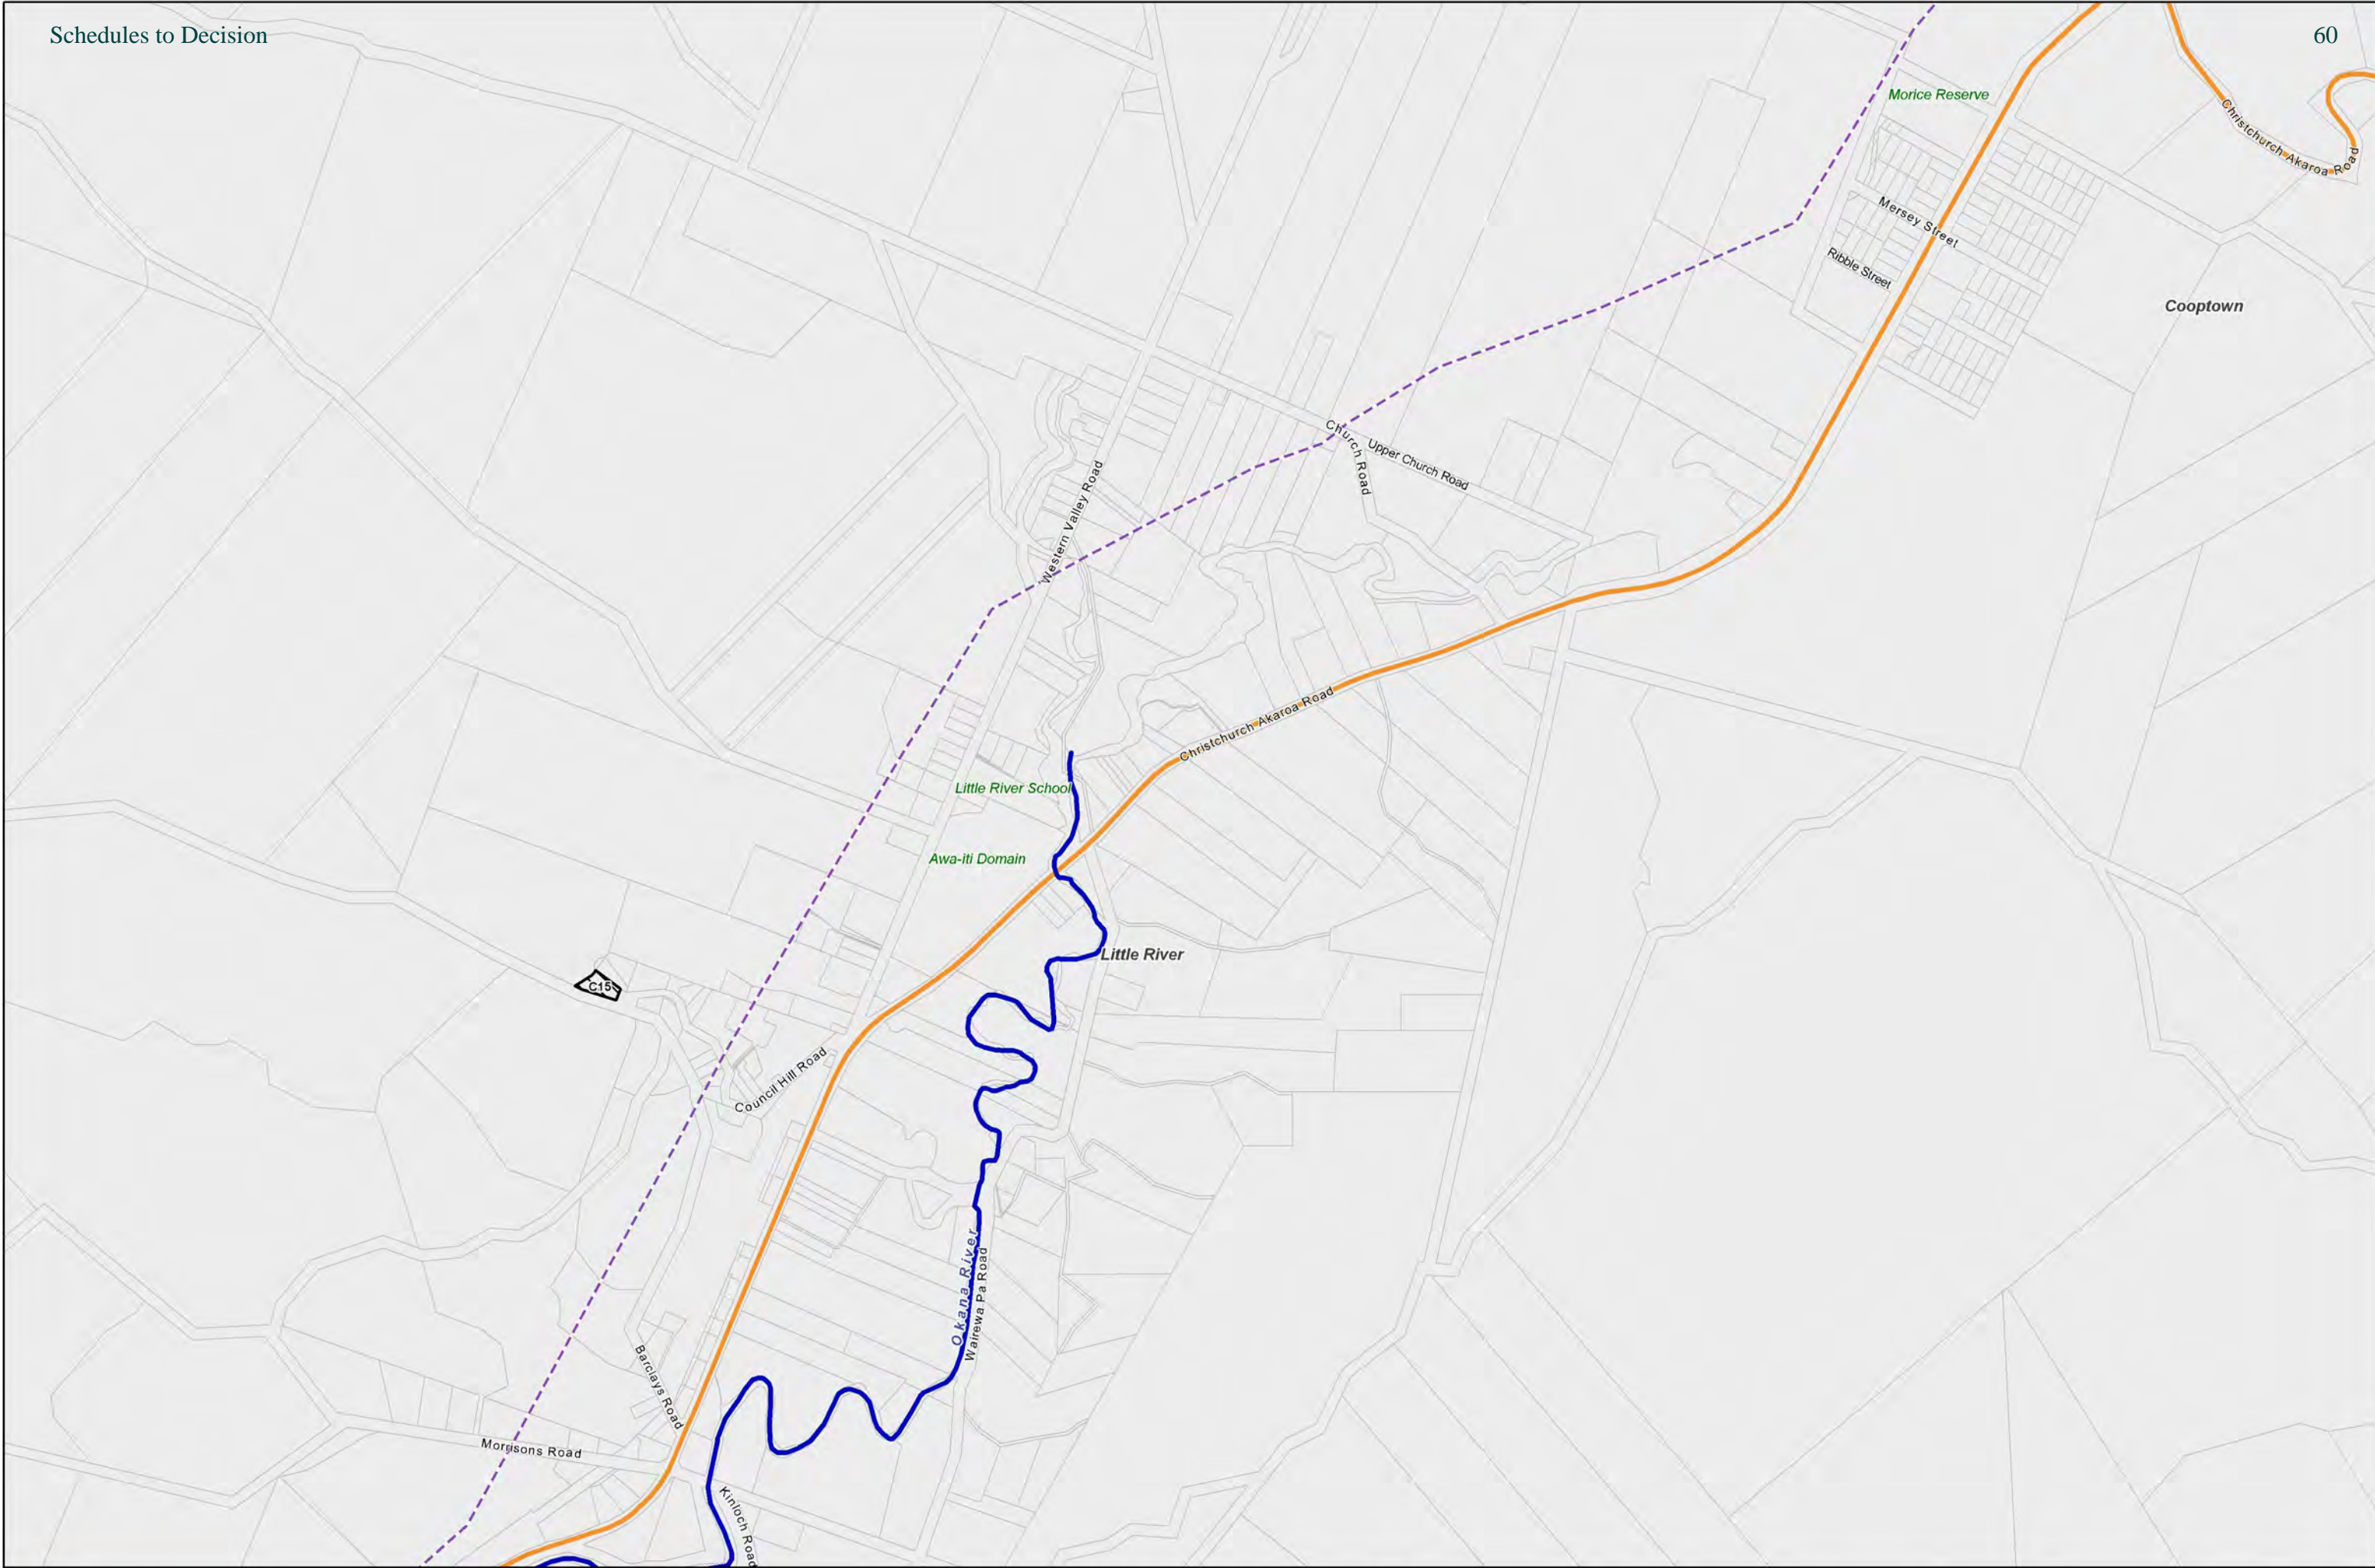 Schedules to Decision
60
Morice Reserve
Christchurch Akaroa Road
Mersey Street
Ribble Street
Cooptown
Church Road
Upper Church Road
Western Valley Road
Christchurch Akaroa Road
Little River School
Awa-iti Domain
Little River
C15
Council Hill Road
Okana River
Wairewa Pa Road
Barclays Road
Morrisons Road
Kinloch Road